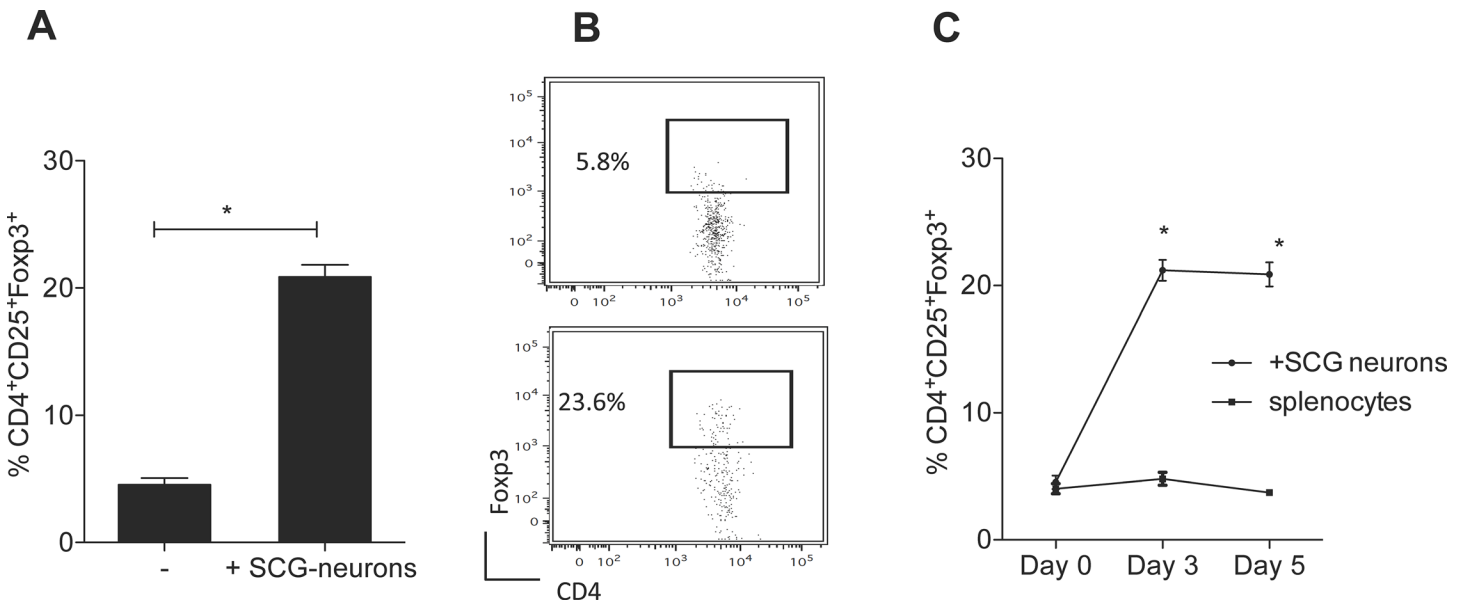 A
% CD4⁺CD25⁺Foxp3⁺
30
20
10
0
*
-
+ SCG-neurons
B
10⁵
10⁴
10³
10²
0
5.8%
0 10² 10³ 10⁴ 10⁵
10⁵
10⁴
10³
10²
0
23.6%
0 10² 10³ 10⁴ 10⁵
Foxp3
CD4
C
% CD4⁺CD25⁺Foxp3⁺
30
20
10
0
*
*
+SCG neurons
splenocytes
Day 0 Day 3 Day 5